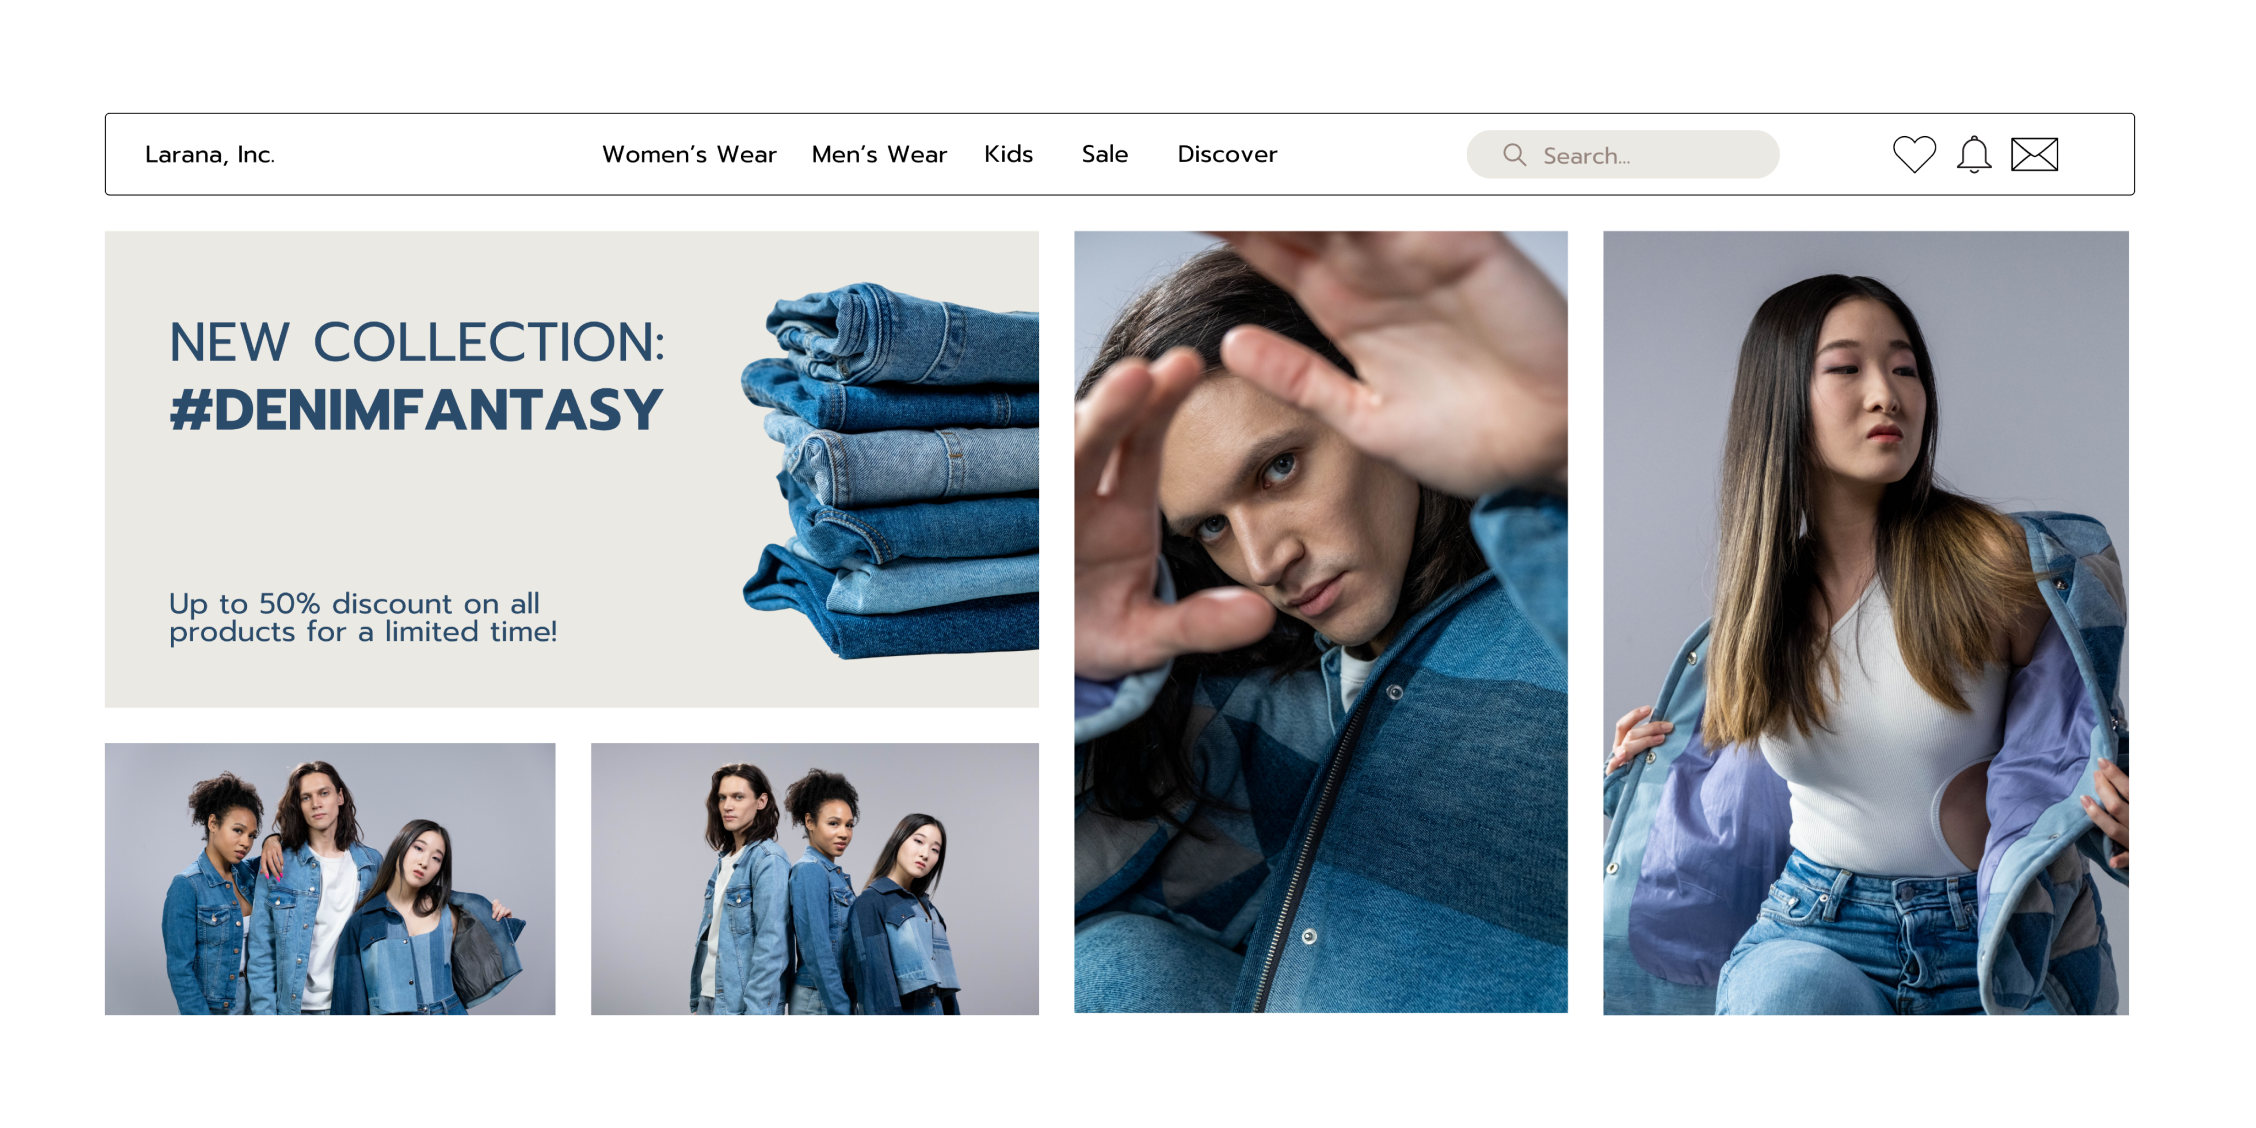 Larana, Inc.
Women’s Wear
Men’s Wear
Kids
Sale
Discover
Search...
NEW COLLECTION:
#DENIMFANTASY
Up to 50% discount on all
products for a limited time!